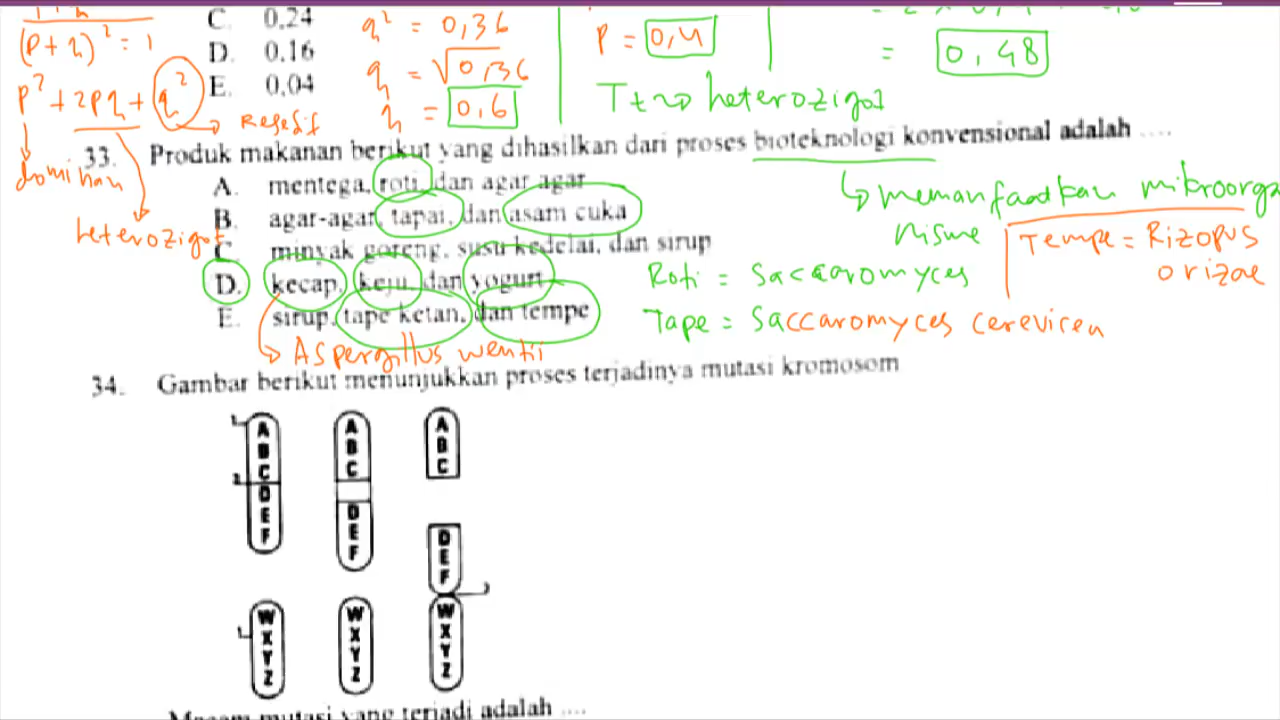 C. 0,24
(p+q)² = 1
q² = 0,36
P = 0,4
= 0,48
D. 0,16
p² + 2pq + q²
q = √0,36
E. 0,04
q = 0,6
Tt ~> heterozigot
→ Resesif
33. Produk makanan berikut yang dihasilkan dari proses bioteknologi konvensional adalah ....
Dominan
A. mentega, roti, dan agar agar
↳ memanfaatkan mikroorga
B. agar-agar, tapai, dan asam cuka
heterozigot
nisme
Tempe = Rizopus
orizae
C. minyak goreng, susu kedelai, dan sirup
D. kecap, keju, dan yogurt
Roti = Saccaromyces
E. sirup, tape ketan, dan tempe
Tape = Saccaromyces cereviceu
→ Aspergillus wentii
34. Gambar berikut menunjukkan proses terjadinya mutasi kromosom
A B C D E F
A B C D E F
A B C
D E F
W X Y Z
W X Y Z
W X Y Z
Macam mutasi yang terjadi adalah ....